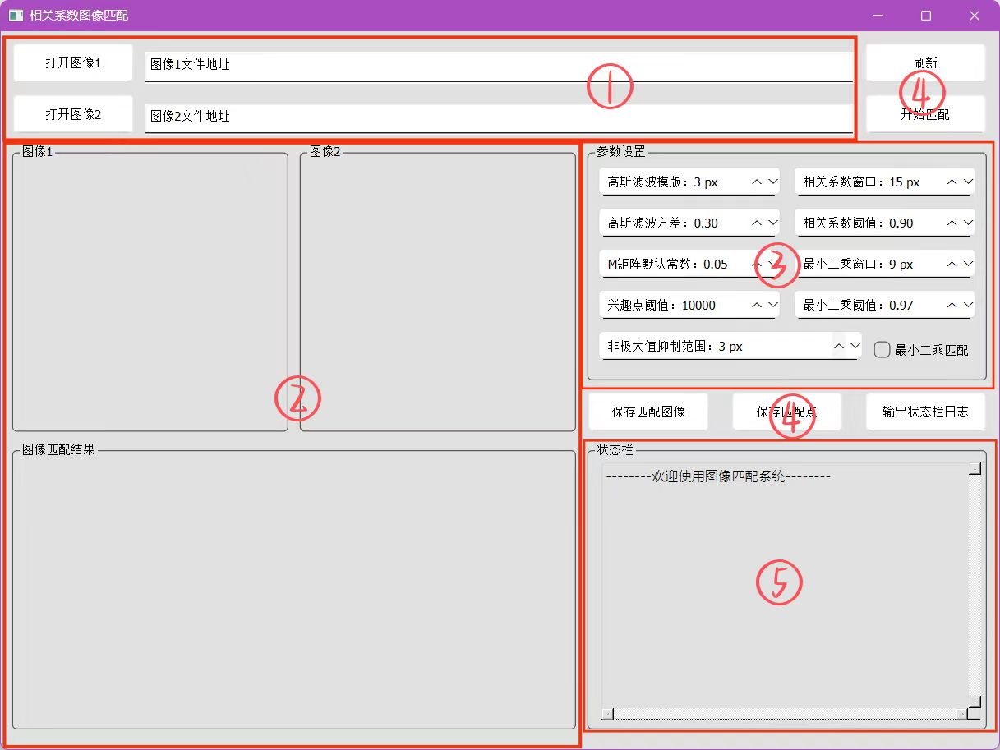 相关系数图像匹配
打开图像1 图像1文件地址 刷新
① ④
打开图像2 图像2文件地址 开始匹配
图像1 图像2 参数设置
高斯滤波模版：3 px 相关系数窗口：15 px
高斯滤波方差：0.30 相关系数阈值：0.90
M矩阵默认常数：0.05 ③ 最小二乘窗口：9 px
兴趣点阈值：10000 最小二乘阈值：0.97
非极大值抑制范围：3 px 最小二乘匹配
②
保存匹配图像 保存匹配点 输出状态栏日志
④
图像匹配结果 状态栏
--------欢迎使用图像匹配系统--------
⑤